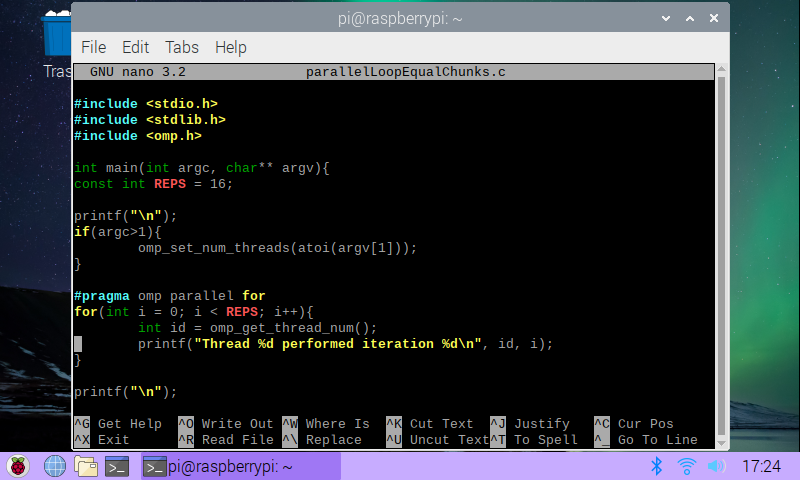 pi@raspberrypi: ~
Tras
File Edit Tabs Help
GNU nano 3.2 parallelLoopEqualChunks.c
#include <stdio.h>
#include <stdlib.h>
#include <omp.h>
int main(int argc, char** argv){
const int REPS = 16;
printf("\n");
if(argc>1){
omp_set_num_threads(atoi(argv[1]));
}
#pragma omp parallel for
for(int i = 0; i < REPS; i++){
int id = omp_get_thread_num();
printf("Thread %d performed iteration %d\n", id, i);
}
printf("\n");
^G Get Help ^O Write Out ^W Where Is ^K Cut Text ^J Justify ^C Cur Pos
^X Exit ^R Read File ^\ Replace ^U Uncut Text ^T To Spell ^_ Go To Line
pi@raspberrypi: ~ 17:24